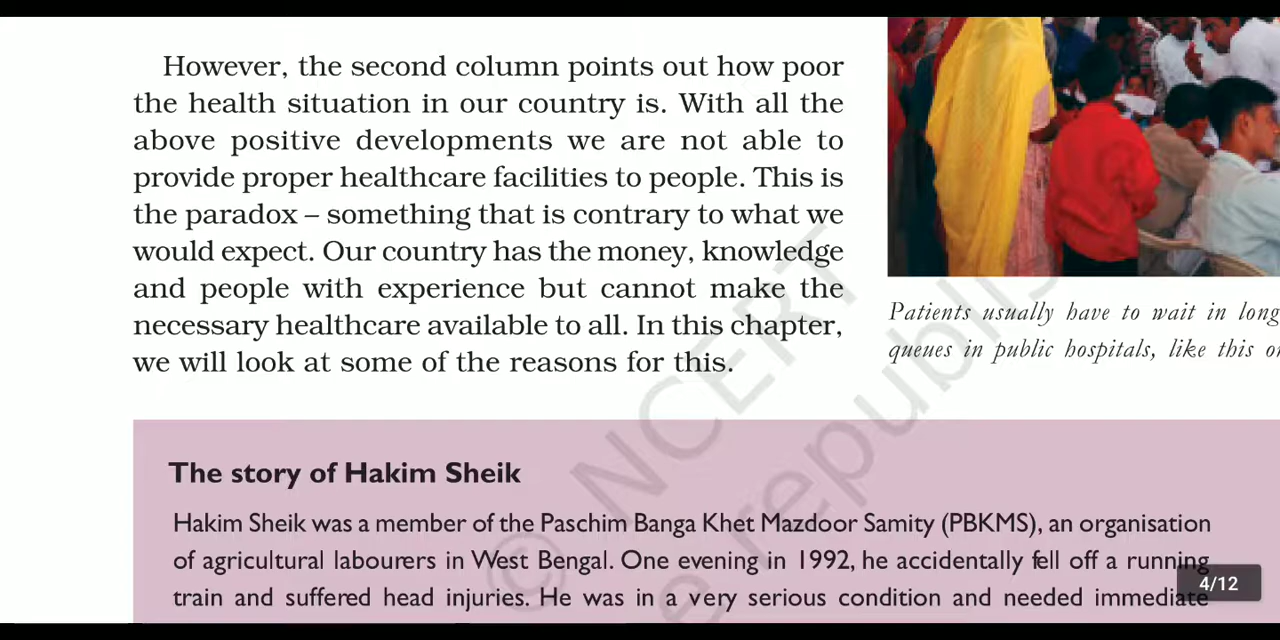 However, the second column points out how poor
the health situation in our country is. With all the
above positive developments we are not able to
provide proper healthcare facilities to people. This is
the paradox – something that is contrary to what we
would expect. Our country has the money, knowledge
and people with experience but cannot make the
necessary healthcare available to all. In this chapter,
we will look at some of the reasons for this.
Patients usually have to wait in long
queues in public hospitals, like this
The story of Hakim Sheik
Hakim Sheik was a member of the Paschim Banga Khet Mazdoor Samity (PBKMS), an organisation
of agricultural labourers in West Bengal. One evening in 1992, he accidentally fell off a running
train and suffered head injuries. He was in a very serious condition and needed immediate
4/12
© NCERT
republis